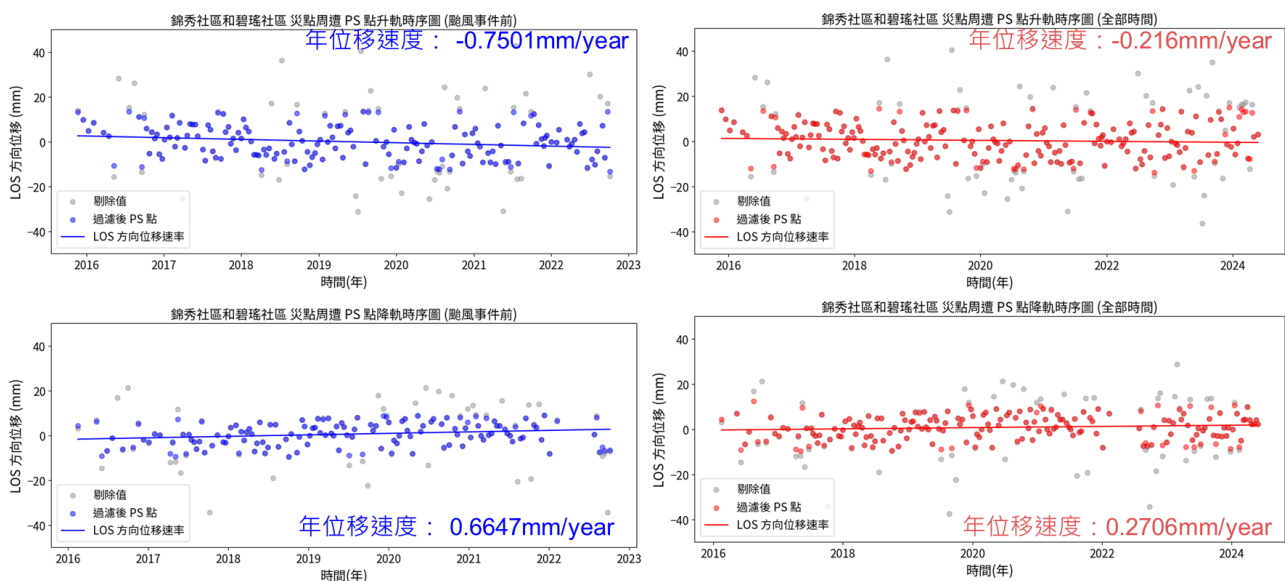 錦秀社區和碧瑤社區 災點周遭 PS 點升軌時序圖 (颱風事件前)
年位移速度： -0.7501mm/year
LOS 方向位移 (mm)
40
20
0
−20
−40
剔除值
過濾後 PS 點
LOS 方向位移速率
2016 2017 2018 2019 2020 2021 2022 2023
時間(年)
錦秀社區和碧瑤社區 災點周遭 PS 點升軌時序圖 (全部時間)
年位移速度：-0.216mm/year
LOS 方向位移 (mm)
40
20
0
−20
−40
剔除值
過濾後 PS 點
LOS 方向位移速率
2016 2018 2020 2022 2024
時間(年)
錦秀社區和碧瑤社區 災點周遭 PS 點降軌時序圖 (颱風事件前)
LOS 方向位移 (mm)
40
20
0
−20
−40
剔除值
過濾後 PS 點
LOS 方向位移速率
年位移速度： 0.6647mm/year
2016 2017 2018 2019 2020 2021 2022 2023
時間(年)
錦秀社區和碧瑤社區 災點周遭 PS 點降軌時序圖 (全部時間)
LOS 方向位移 (mm)
40
20
0
−20
−40
剔除值
過濾後 PS 點
LOS 方向位移速率
年位移速度：0.2706mm/year
2016 2018 2020 2022 2024
時間(年)